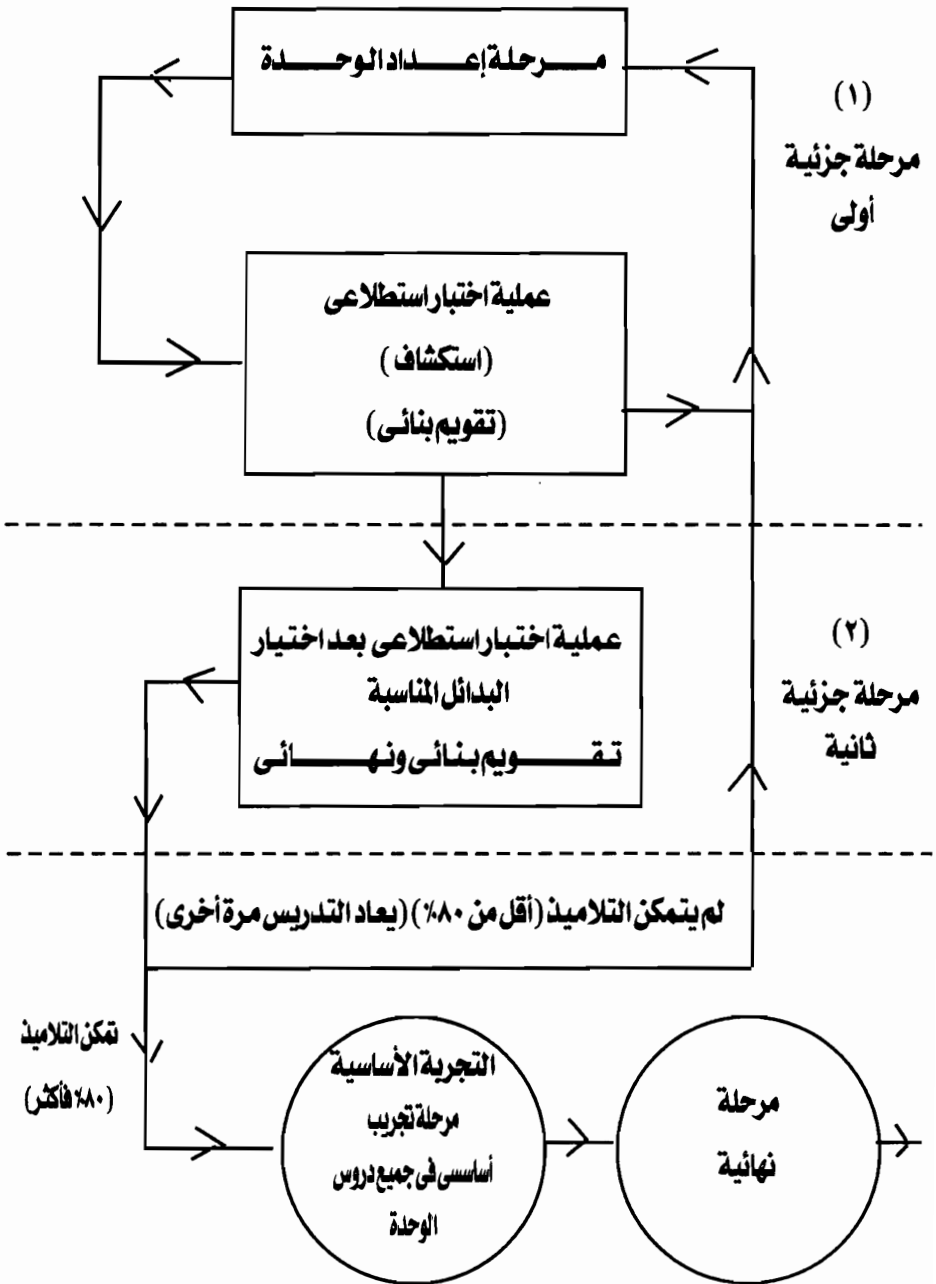 مرحلة إعداد الوحدة
(١)
مرحلة جزئية
أولى
عملية اختبار استطلاعى
(استكشاف)
(تقويم بنائى)
(٢)
مرحلة جزئية
ثانية
عملية اختبار استطلاعى بعد اختيار
البدائل المناسبة
تقويم بنائى ونهائى
لم يتمكن التلاميذ (أقل من ٨٠٪) (يعاد التدريس مرة أخرى)
تمكن التلاميذ
(٨٠٪ فأكثر)
التجربة الأساسية
مرحلة تجريب
أساسسى فى جميع دروس
الوحدة
مرحلة
نهائية